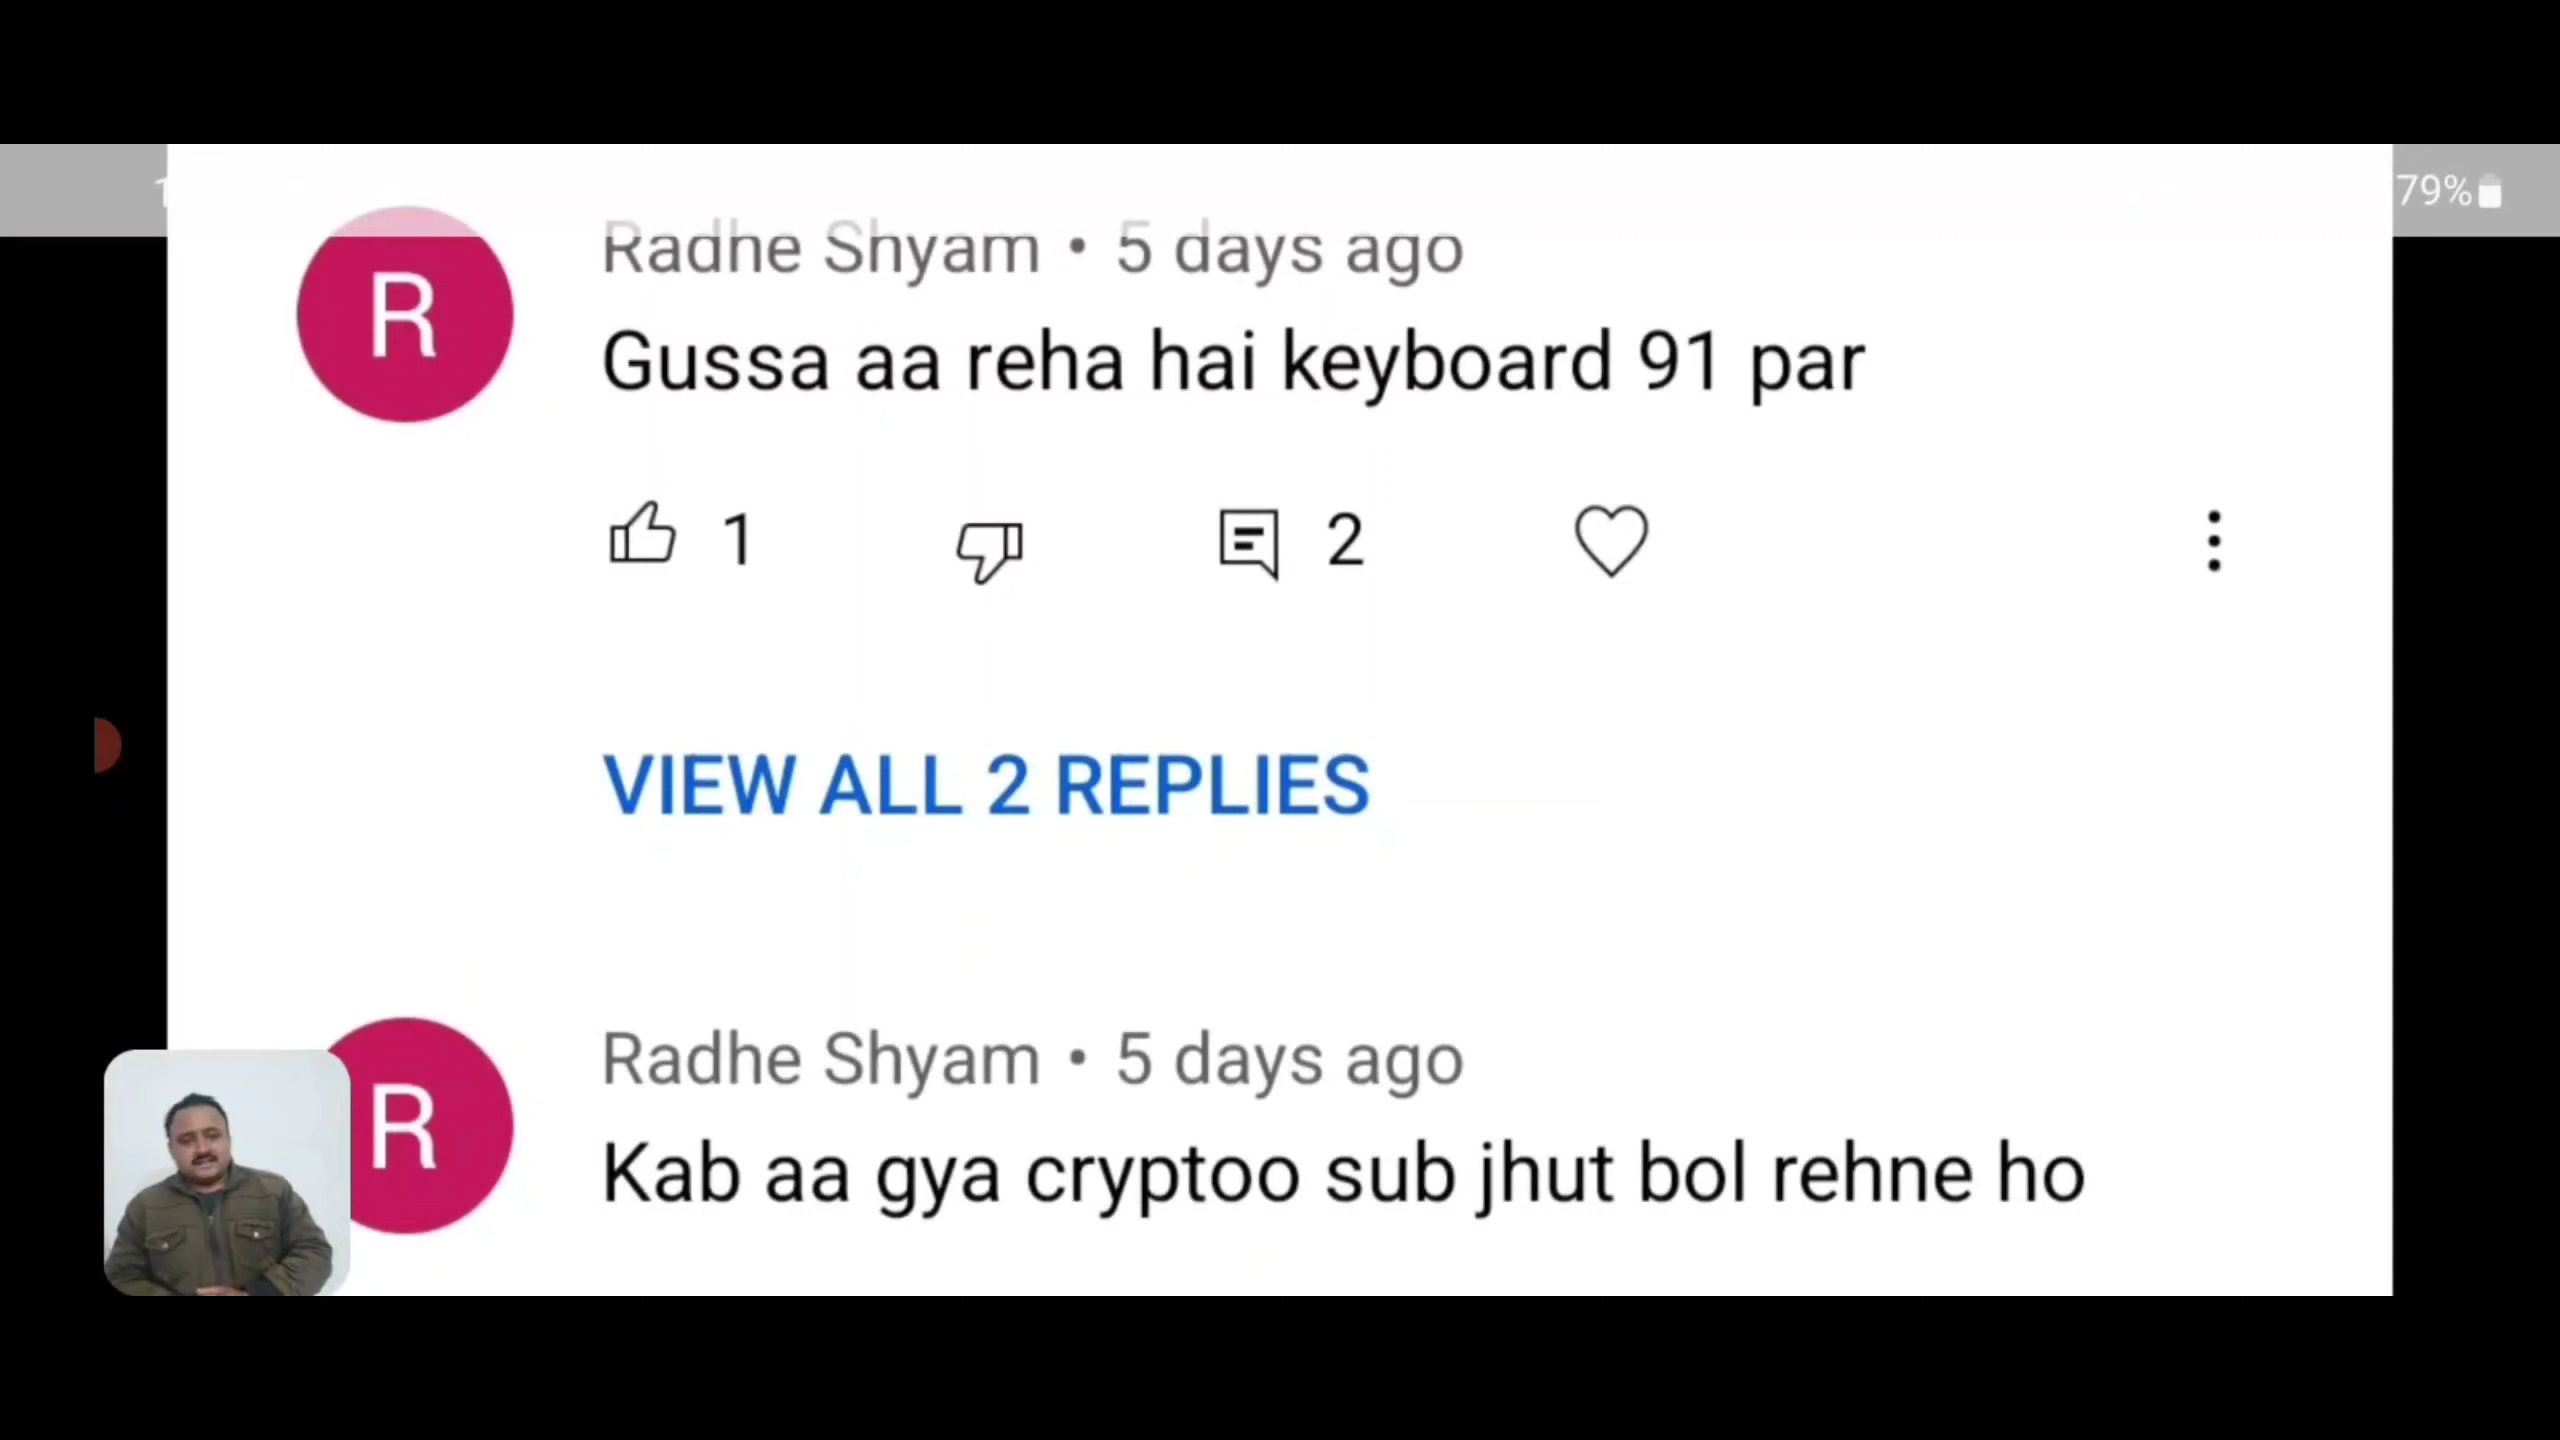 79%
Radhe Shyam • 5 days ago
R
Gussa aa reha hai keyboard 91 par
1
2
VIEW ALL 2 REPLIES
Radhe Shyam • 5 days ago
R
Kab aa gya cryptoo sub jhut bol rehne ho